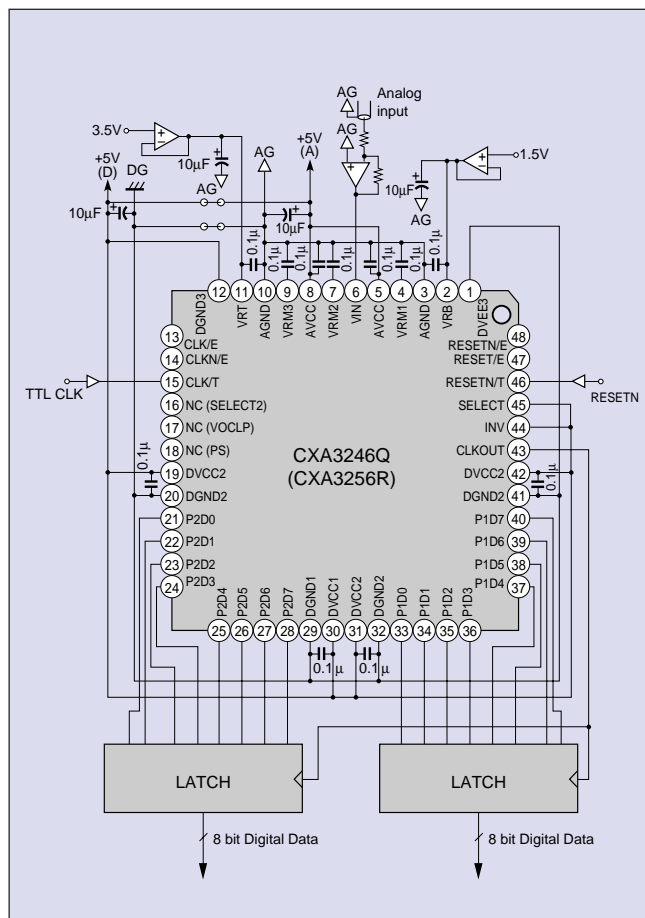 AG
Analog
input
3.5V
AG
+5V
(A)
AG
1.5V
+5V
(D)
DG
10μF
AG
10μF
AG
10μF
10μF
0.1μ
0.1μ
0.1μ
0.1μ
0.1μ
0.1μ
0.1μ
12
11
10
9
8
7
6
5
4
3
2
1
DGND3
VRT
AGND
VRM3
AVCC
VRM2
VIN
AVCC
VRM1
AGND
VRB
DVEE3
13
CLK/E
RESETN/E
48
14
CLKN/E
RESET/E
47
TTL CLK
15
CLK/T
RESETN/T
46
RESETN
16
NC (SELECT2)
SELECT
45
17
NC (VOCLP)
INV
44
18
NC (PS)
CLKOUT
43
CXA3246Q
(CXA3256R)
0.1μ
19
DVCC2
DVCC2
42
0.1μ
20
DGND2
DGND2
41
21
P2D0
P1D7
40
22
P2D1
P1D6
39
23
P2D2
P1D5
38
24
P2D3
P1D4
37
P2D4
P2D5
P2D6
P2D7
DGND1
DVCC1
DVCC2
DGND2
P1D0
P1D1
P1D2
P1D3
25
26
27
28
29
30
31
32
33
34
35
36
0.1μ
0.1μ
LATCH
LATCH
8 bit Digital Data
8 bit Digital Data